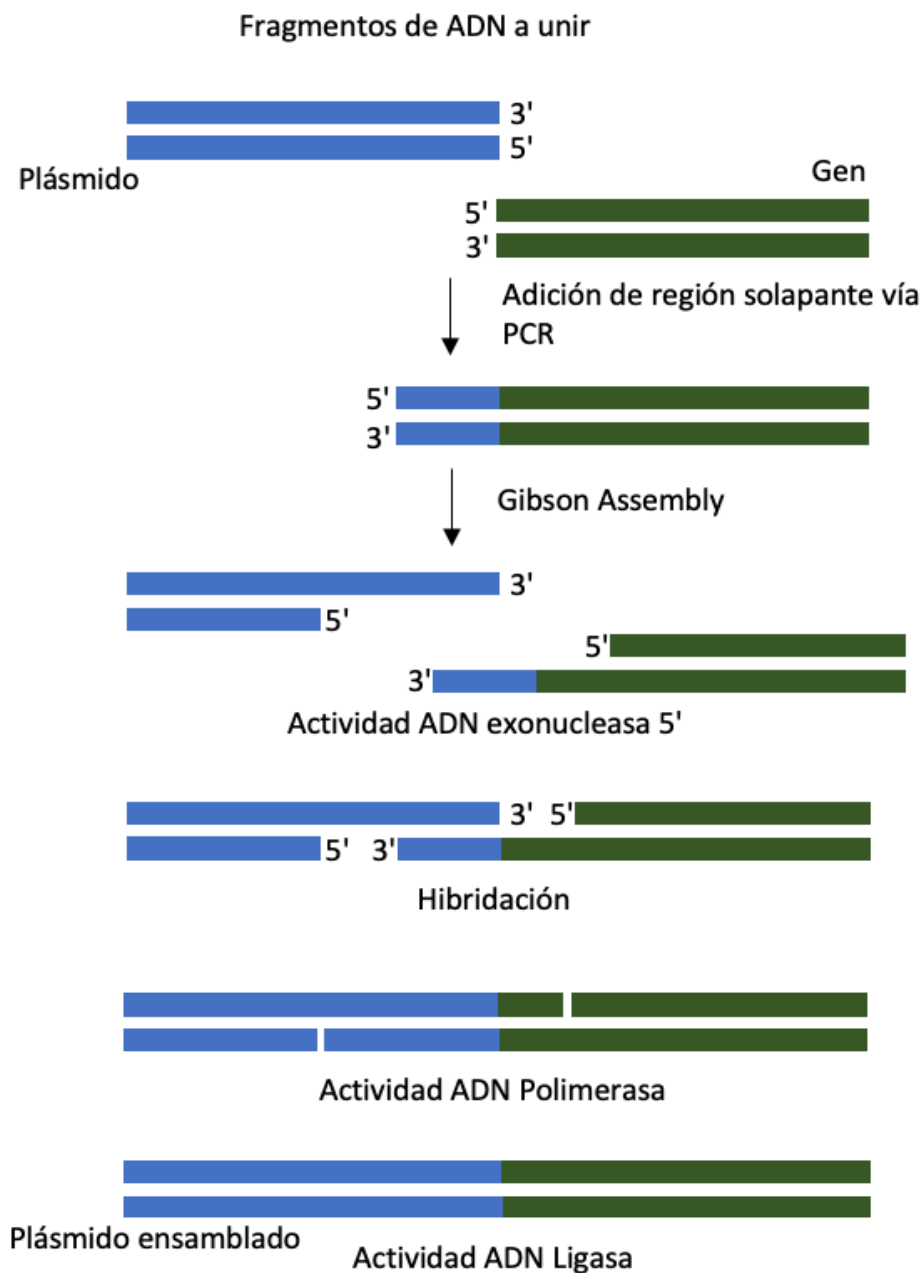 Fragmentos de ADN a unir
3'
5'
Plásmido
Gen
5'
3'
Adición de región solapante vía
PCR
5'
3'
Gibson Assembly
3'
5'
5'
3'
Actividad ADN exonucleasa 5'
3' 5'
5' 3'
Hibridación
Actividad ADN Polimerasa
Plásmido ensamblado
Actividad ADN Ligasa